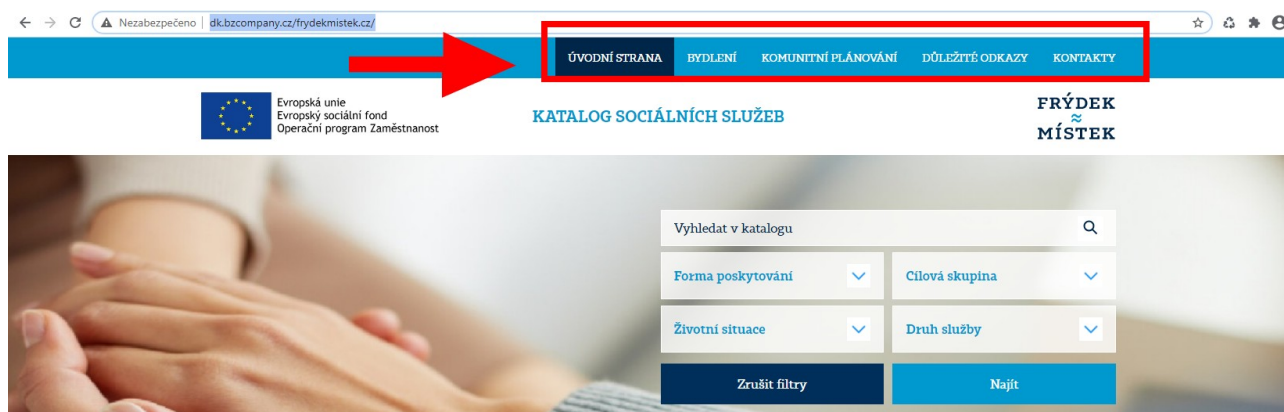 Nezabezpečeno | dk.bzcompany.cz/frydekmistek.cz/
ÚVODNÍ STRANA BYDLENÍ KOMUNITNÍ PLÁNOVÁNÍ DŮLEŽITÉ ODKAZY KONTAKTY
Evropská unie
Evropský sociální fond
Operační program Zaměstnanost
KATALOG SOCIÁLNÍCH SLUŽEB
FRÝDEK
MÍSTEK
Vyhledat v katalogu
Forma poskytování Cílová skupina
Životní situace Druh služby
Zrušit filtry Najít